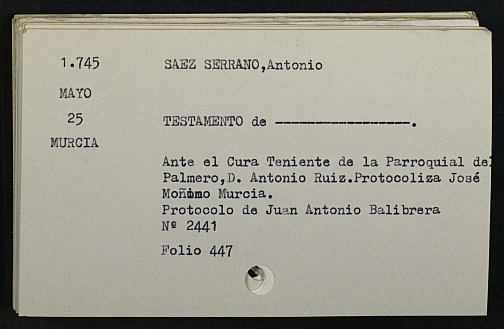 1.745 SAEZ SERRANO,Antonio
MAYO
25 TESTAMENTO de -----------------.
MURCIA
Ante el Cura Teniente de la Parroquial del
Palmero,D. Antonio Ruiz.Protocoliza José
Moñino Murcia.
Protocolo de Juan Antonio Balibrera
Nº 2441
Folio 447